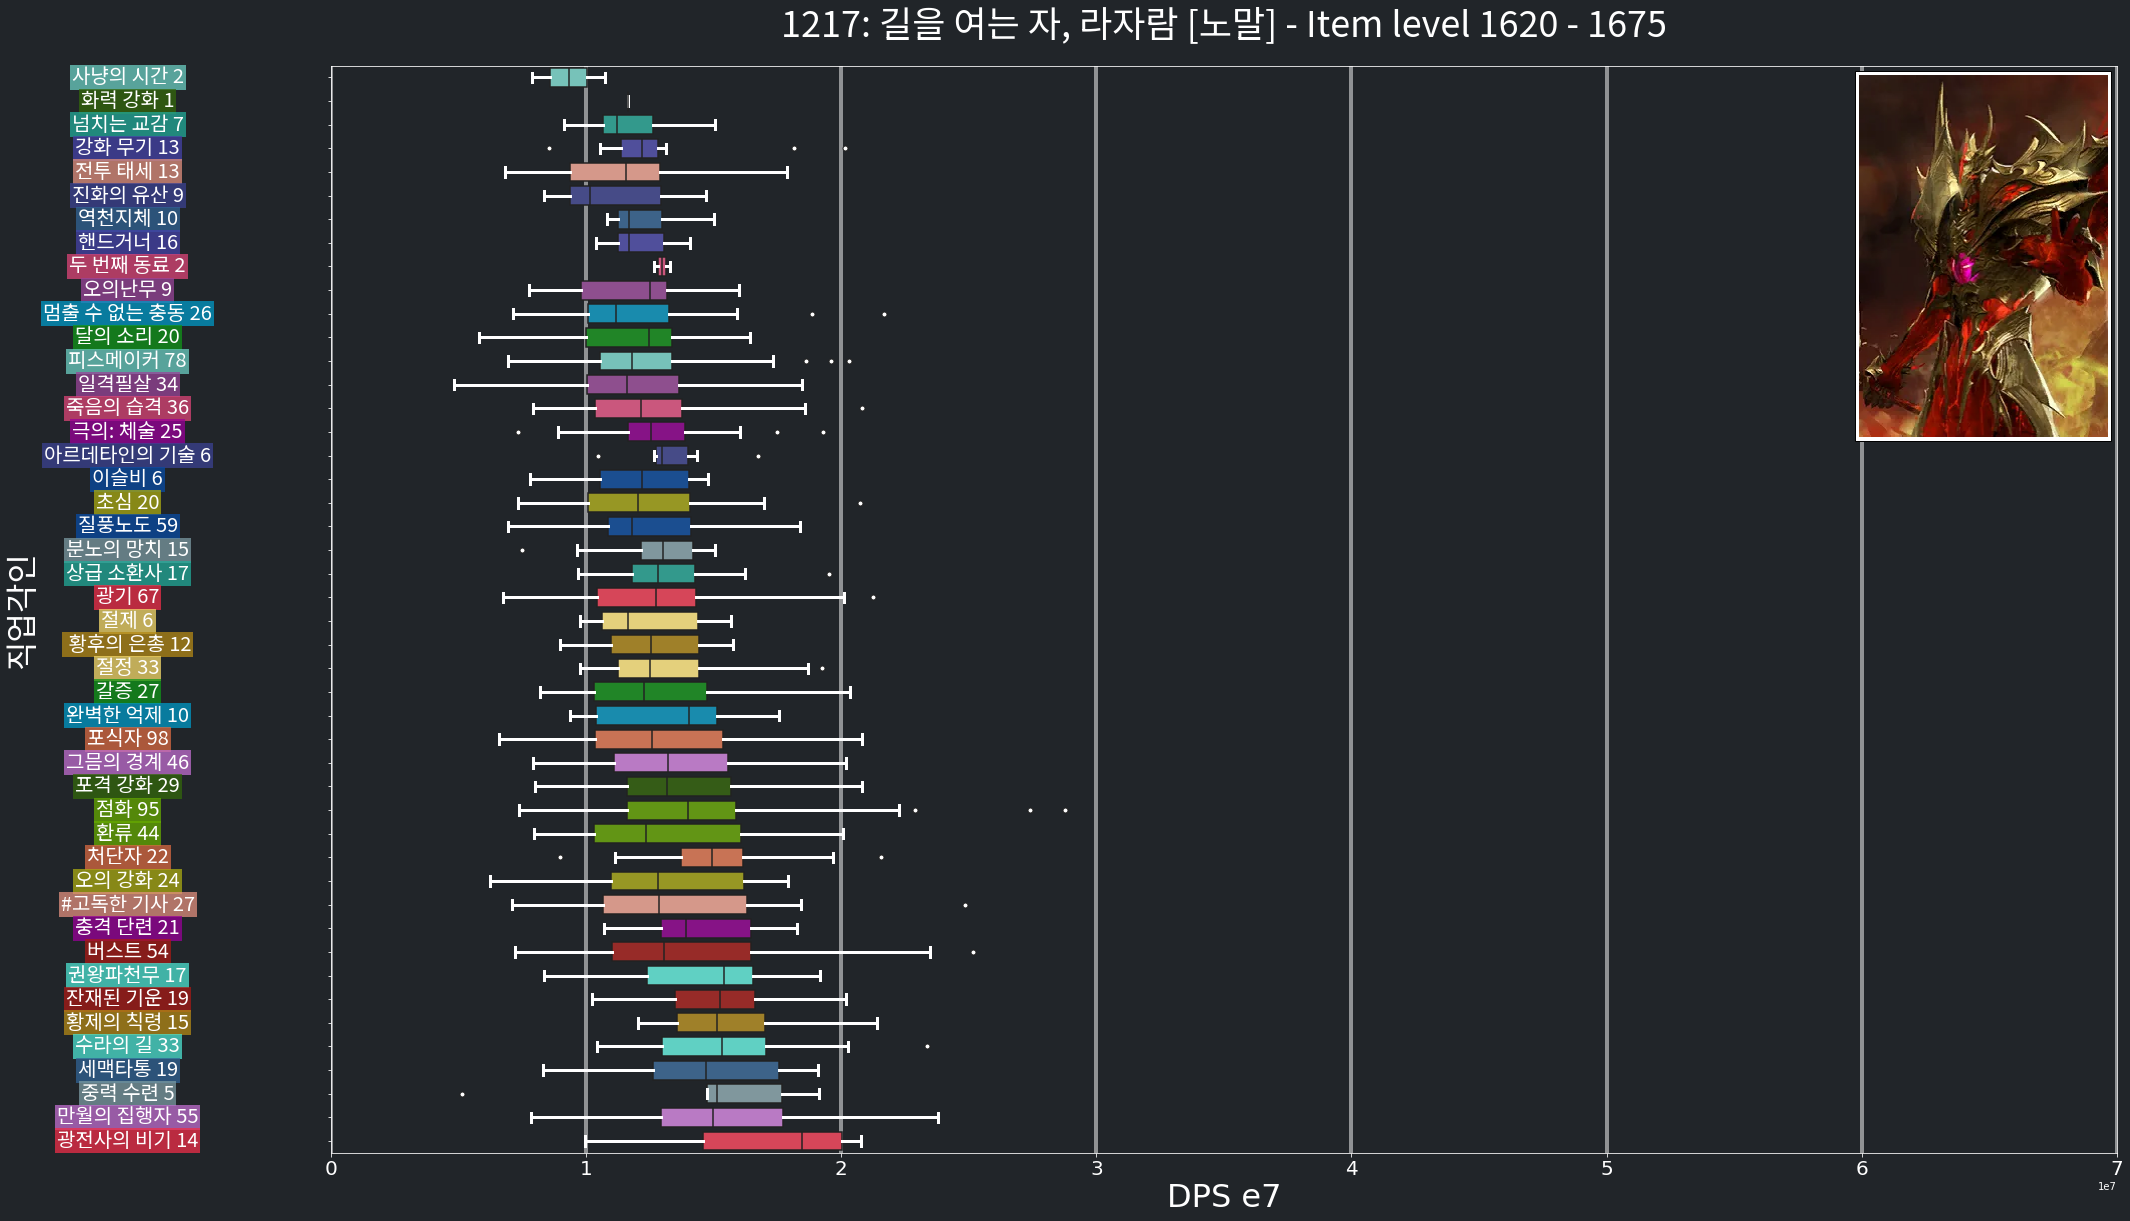 1217: 길을 여는 자, 라자람 [노말] - Item level 1620 - 1675
직업각인
사냥의 시간 2
화력 강화 1
넘치는 교감 7
강화 무기 13
전투 태세 13
진화의 유산 9
역천지체 10
핸드거너 16
두 번째 동료 2
오의난무 9
멈출 수 없는 충동 26
달의 소리 20
피스메이커 78
일격필살 34
죽음의 습격 36
극의: 체술 25
아르데타인의 기술 6
이슬비 6
초심 20
질풍노도 59
분노의 망치 15
상급 소환사 17
광기 67
절제 6
황후의 은총 12
절정 33
갈증 27
완벽한 억제 10
포식자 98
그믐의 경계 46
포격 강화 29
점화 95
환류 44
처단자 22
오의 강화 24
#고독한 기사 27
충격 단련 21
버스트 54
권왕파천무 17
잔재된 기운 19
황제의 칙령 15
수라의 길 33
세맥타통 19
중력 수련 5
만월의 집행자 55
광전사의 비기 14
0 1 2 3 4 5 6 7
1e7
DPS e7